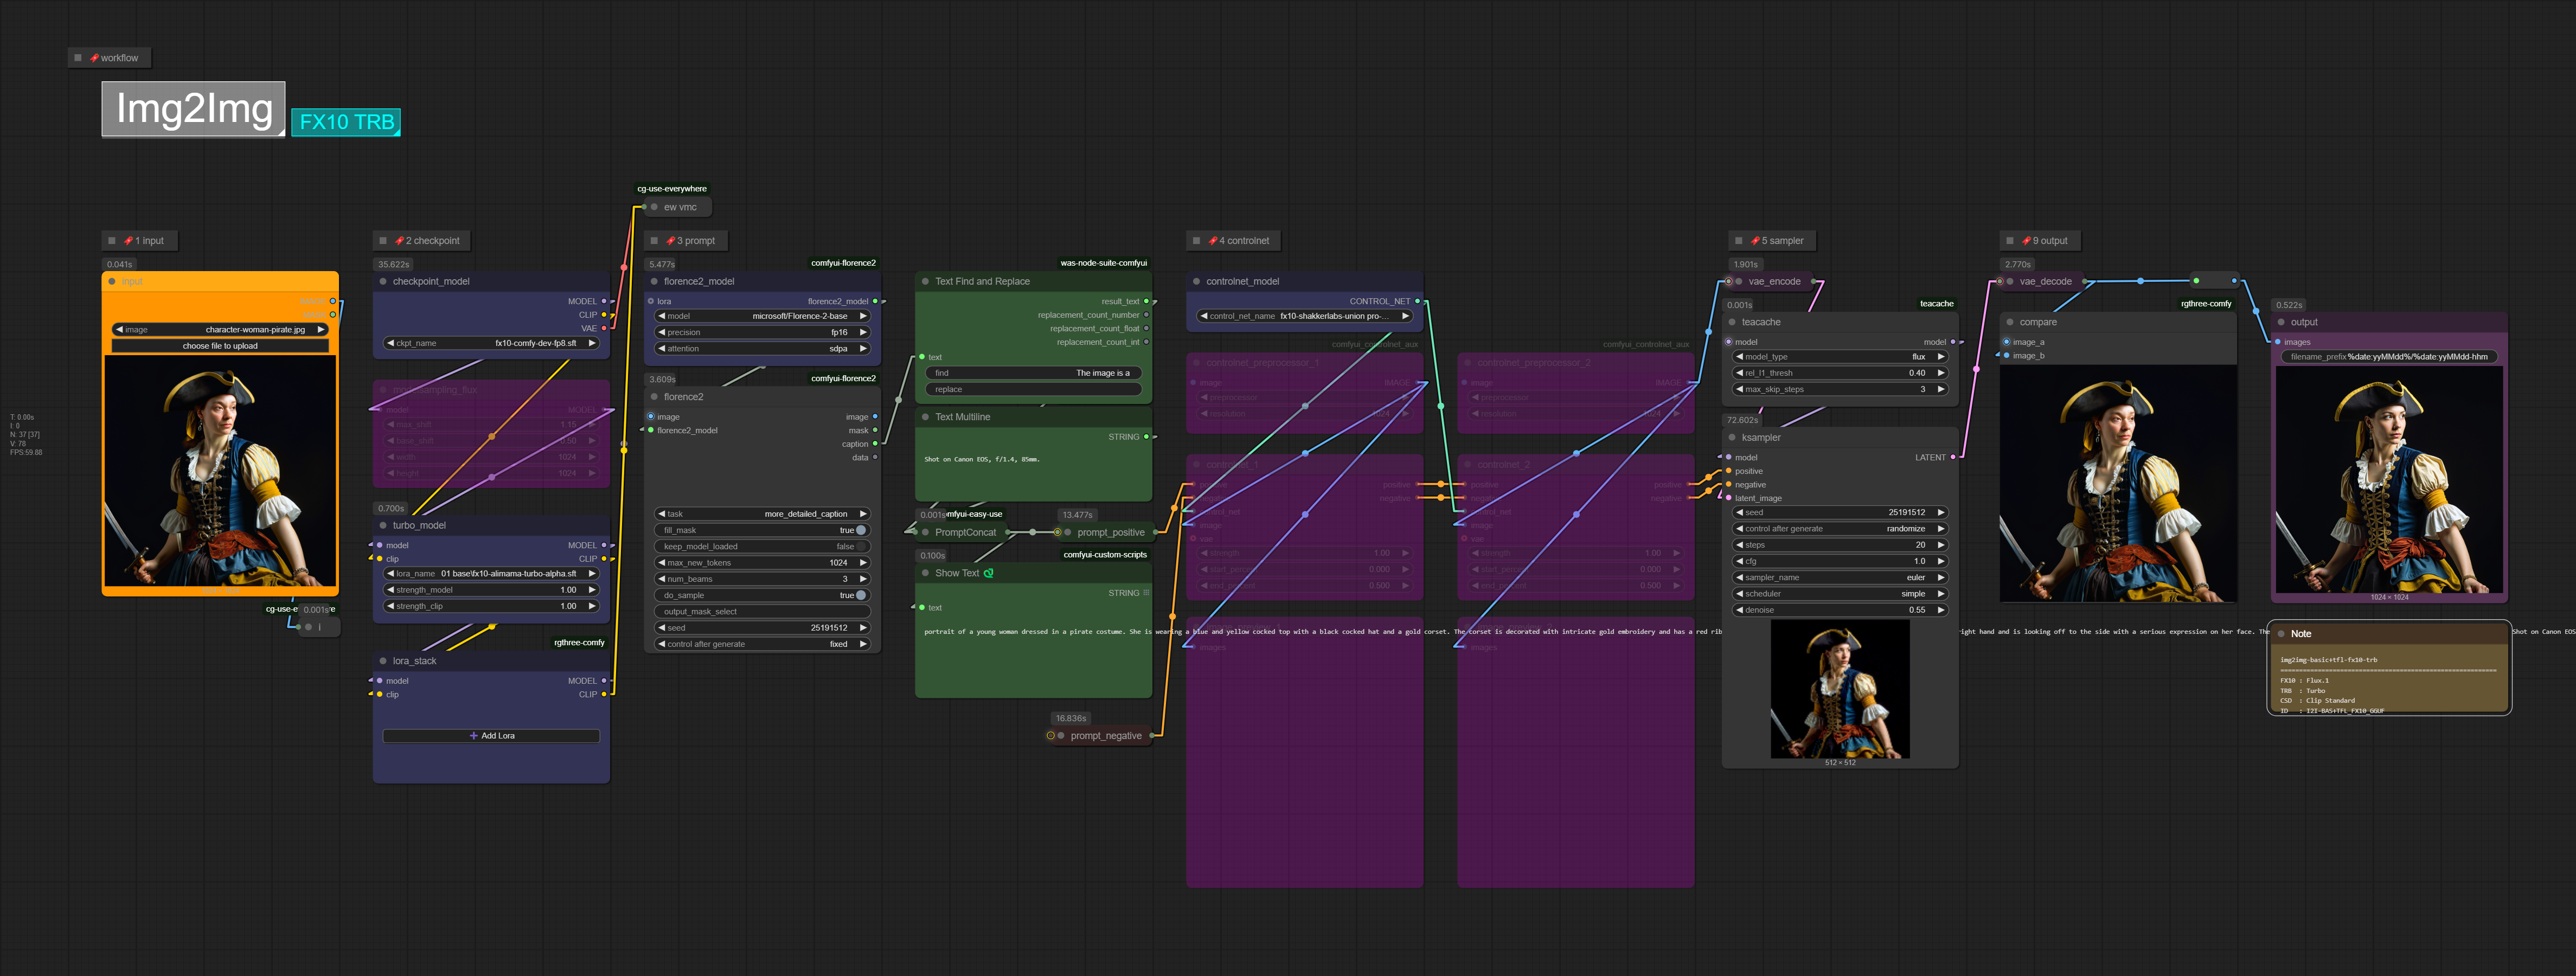 workflow
Img2Img
FX10 TRB
cg-use-everywhere
ew vmc
1 input
2 checkpoint
3 prompt
4 controlnet
5 sampler
9 output
0.041s
input
image character-woman-pirate.jpg
choose file to upload
0.001s
i
T: 0.00s
I: 0
N: 37 [37]
V: 78
FPS:59.88
35.622s
checkpoint_model
MODEL
CLIP
VAE
ckpt_name fx10-comfy-dev-fp8.sft
modelsampling_flux
model MODEL
max_shift 1.15
base_shift 0.50
width 1024
height 1024
0.700s
turbo_model
model MODEL
clip CLIP
lora_name 01 base\fx10-alimama-turbo-alpha.sft
strength_model 1.00
strength_clip 1.00
rgthree-comfy
lora_stack
model MODEL
clip CLIP
Add Lora
5.477s
comfyui-florence2
florence2_model
lora florence2_model
model microsoft/Florence-2-base
precision fp16
attention sdpa
3.609s
comfyui-florence2
florence2
image image
florence2_model mask
caption
data
task more_detailed_caption
fill_mask true
keep_model_loaded false
max_new_tokens 1024
num_beams 3
do_sample true
output_mask_select
seed 25191512
control after generate fixed
was-node-suite-comfyui
Text Find and Replace
result_text
replacement_count_number
replacement_count_float
replacement_count_int
text
find The image is a
replace
Text Multiline
STRING
Shot on Canon EOS, f/1.4, 85mm.
0.001s
mfyui-easy-use
PromptConcat
13.477s
prompt_positive
0.100s
comfyui-custom-scripts
Show Text
STRING
text
portrait of a young woman dressed in a pirate costume. She is wearing a blue and yellow cocked top with a black cocked hat and a gold corset. The corset is decorated with intricate gold embroidery and has a red rib
ight hand and is looking off to the side with a serious expression on her face. The
Shot on Canon EOS
16.836s
prompt_negative
controlnet_model
CONTROL_NET
control_net_name fx10-shakkerlabs-union pro-...
comfyui_controlnet_aux
controlnet_preprocessor_1
image IMAGE
preprocessor
resolution 1024
controlnet_1
positive positive
negative negative
control_net
image
vae
strength 1.00
start_percent 0.000
end_percent 0.500
images
comfyui_controlnet_aux
controlnet_preprocessor_2
image IMAGE
preprocessor
resolution 1024
controlnet_2
positive positive
negative negative
control_net
image
vae
strength 1.00
start_percent 0.000
end_percent 0.500
images
1.901s
vae_encode
0.001s
teacache
teacache
model model
model_type flux
rel_l1_thresh 0.40
max_skip_steps 3
72.602s
ksampler
model LATENT
positive
negative
latent_image
seed 25191512
control after generate randomize
steps 20
cfg 1.0
sampler_name euler
scheduler simple
denoise 0.55
512 × 512
2.770s
vae_decode
rgthree-comfy
compare
image_a
image_b
0.522s
output
images
filename_prefix %date:yyMMdd%/%date:yyMMdd-hhm
1024 × 1024
Note
img2img-basic+tfl-fx10-trb
FX10 : Flux.1
TRB : Turbo
CSD : Clip Standard
ID : I2I-BAS+TFL_FX10_GGUF